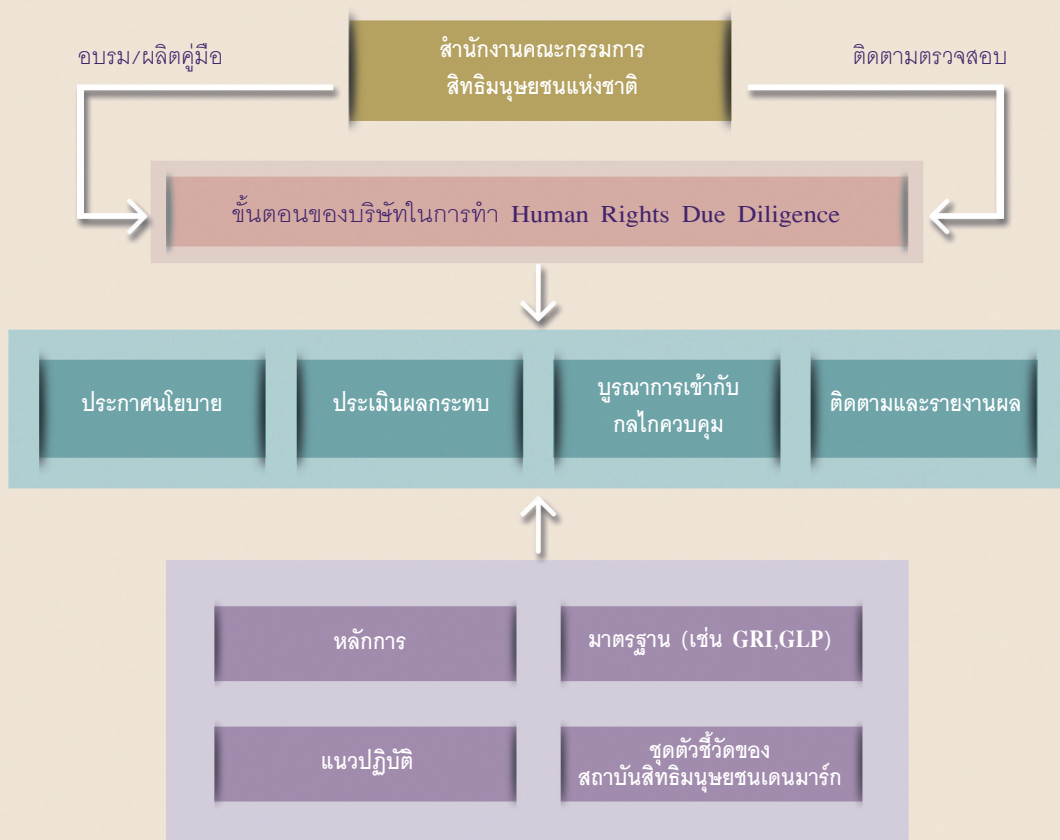 อบรม/ผลิตคู่มือ
สำนักงานคณะกรรมการ
สิทธิมนุษยชนแห่งชาติ
ติดตามตรวจสอบ
ขั้นตอนของบริษัทในการทำ Human Rights Due Diligence
ประกาศนโยบาย
ประเมินผลกระทบ
บูรณาการเข้ากับ
กลไกควบคุม
ติดตามและรายงานผล
หลักการ
มาตรฐาน (เช่น GRI,GLP)
แนวปฏิบัติ
ชุดตัวชี้วัดของ
สถาบันสิทธิมนุษยชนเดนมาร์ก